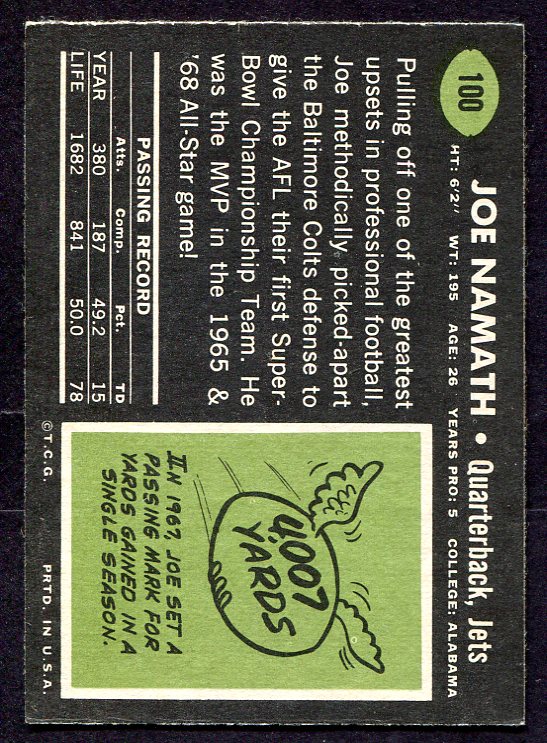 100
JOE NAMATH • Quarterback, Jets
HT: 6'2" WT: 195 AGE: 26 YEARS PRO: 5 COLLEGE: ALABAMA
Pulling off one of the greatest
upsets in professional football,
Joe methodically picked-apart
the Baltimore Colts defense to
give the AFL their first Super-
Bowl Championship Team. He
was the MVP in the 1965 &
'68 All-Star game!
PASSING RECORD
Atts. Comp. Pct. TD
YEAR 380 187 49.2 15
LIFE 1682 841 50.0 78
4,007
YARDS
IN 1967, JOE SET A
PASSING MARK FOR
YARDS GAINED IN A
SINGLE SEASON.
© T.C.G. PRTD. IN U.S.A.